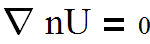 ∇ nU = 0